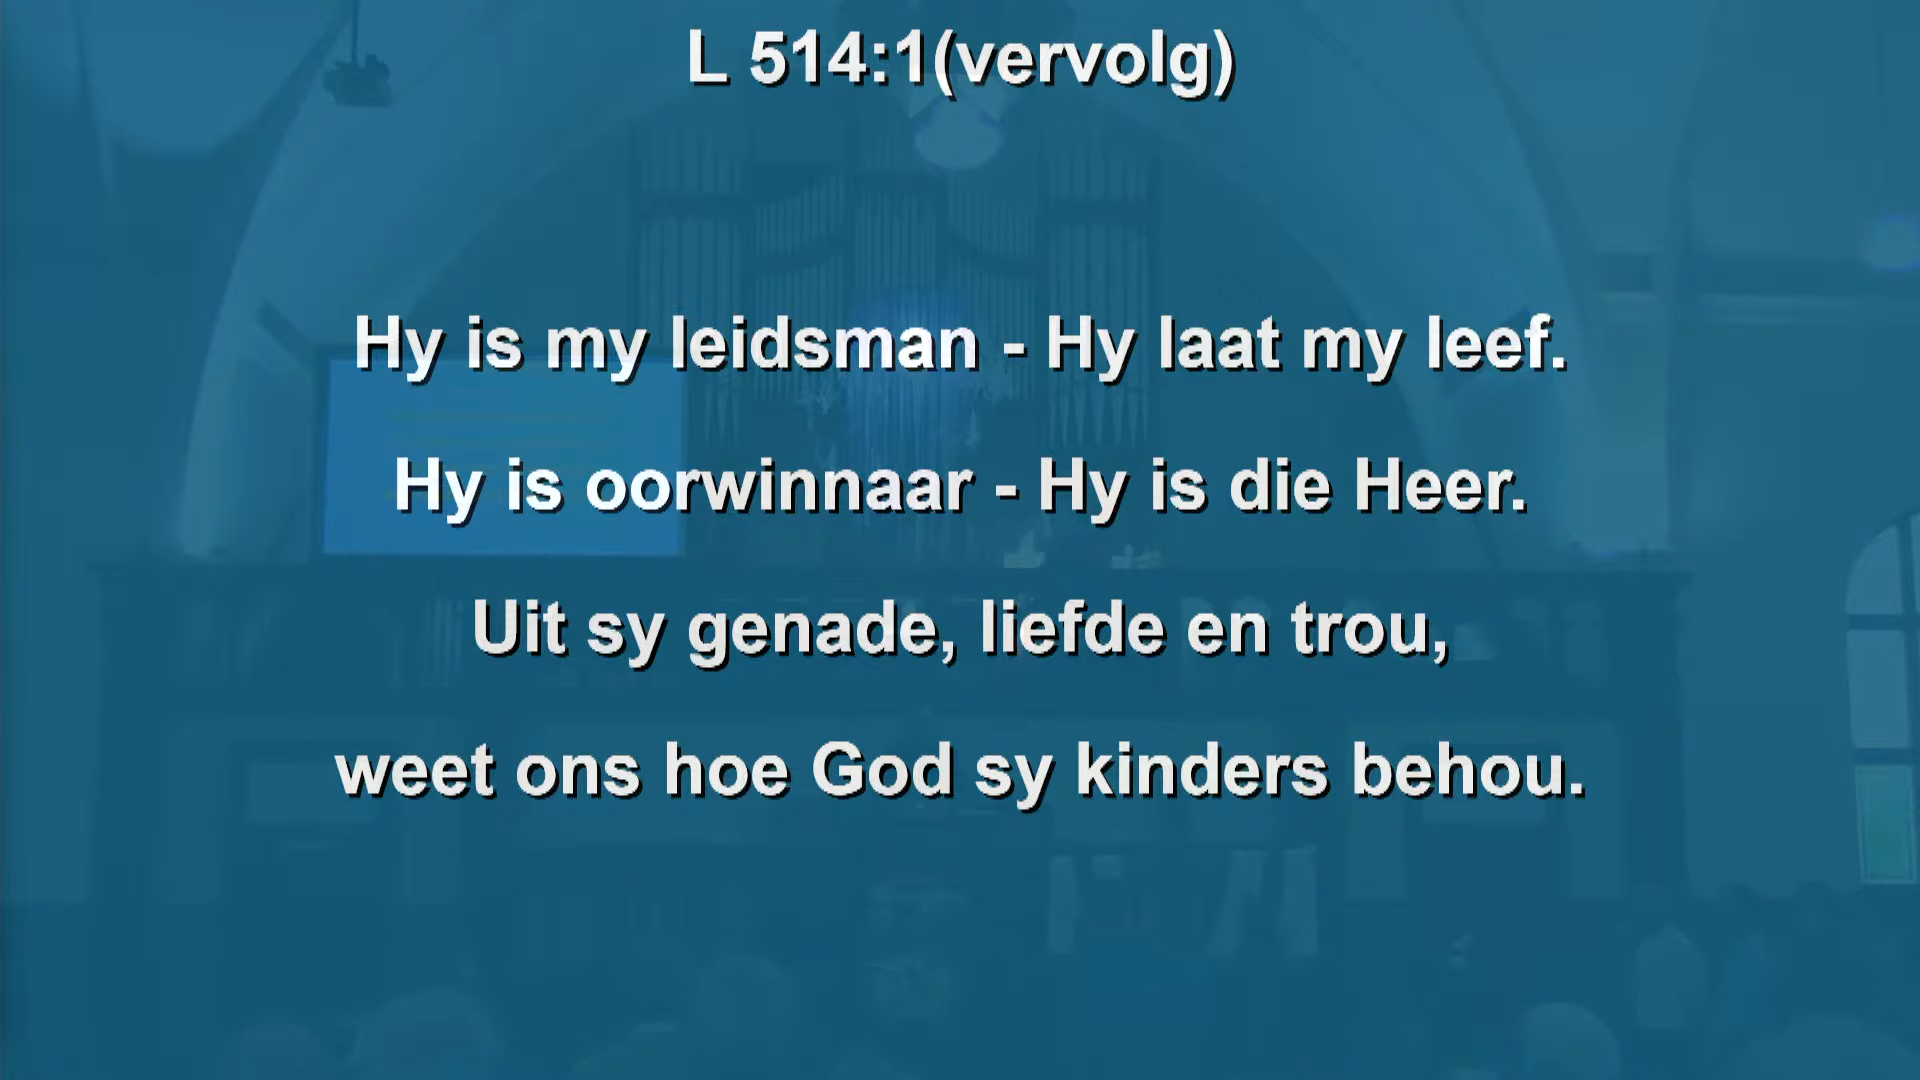 L 514:1(vervolg)
Hy is my leidsman - Hy laat my leef.
Hy is oorwinnaar - Hy is die Heer.
Uit sy genade, liefde en trou,
weet ons hoe God sy kinders behou.